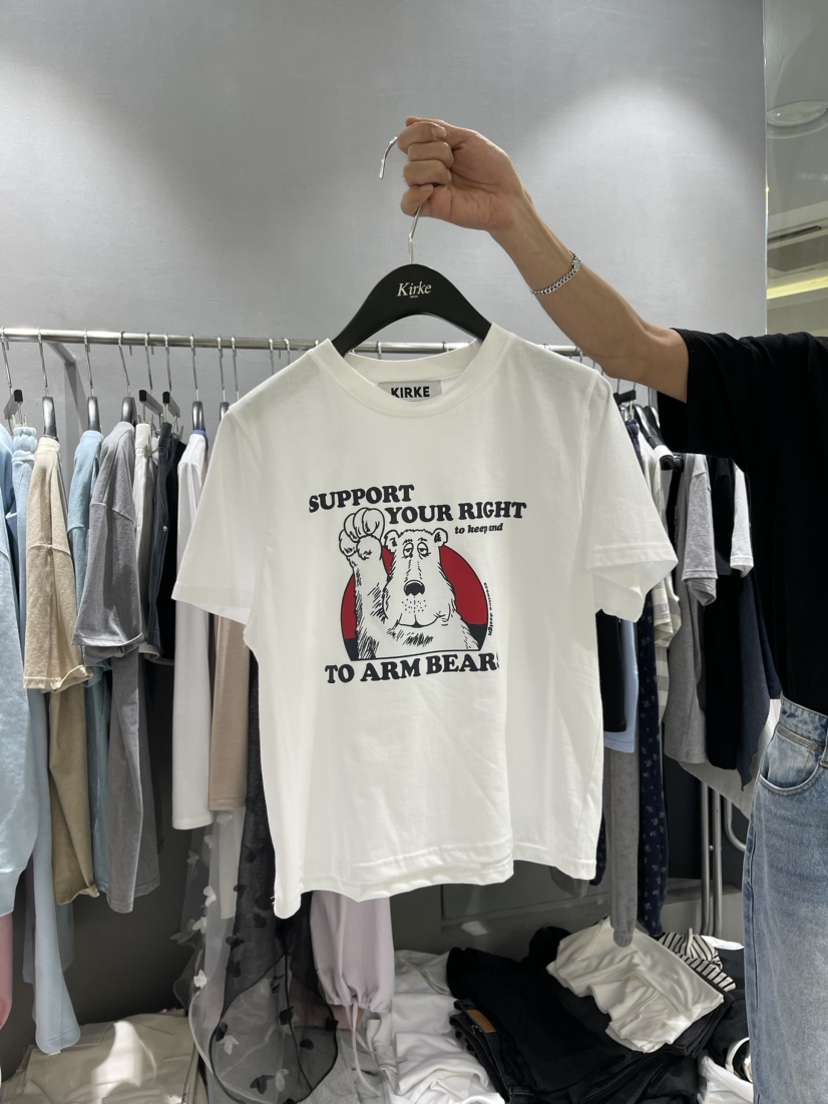 Kirke
KIRKE
SUPPORT
YOUR RIGHT
to keep and
TO ARM BEARS